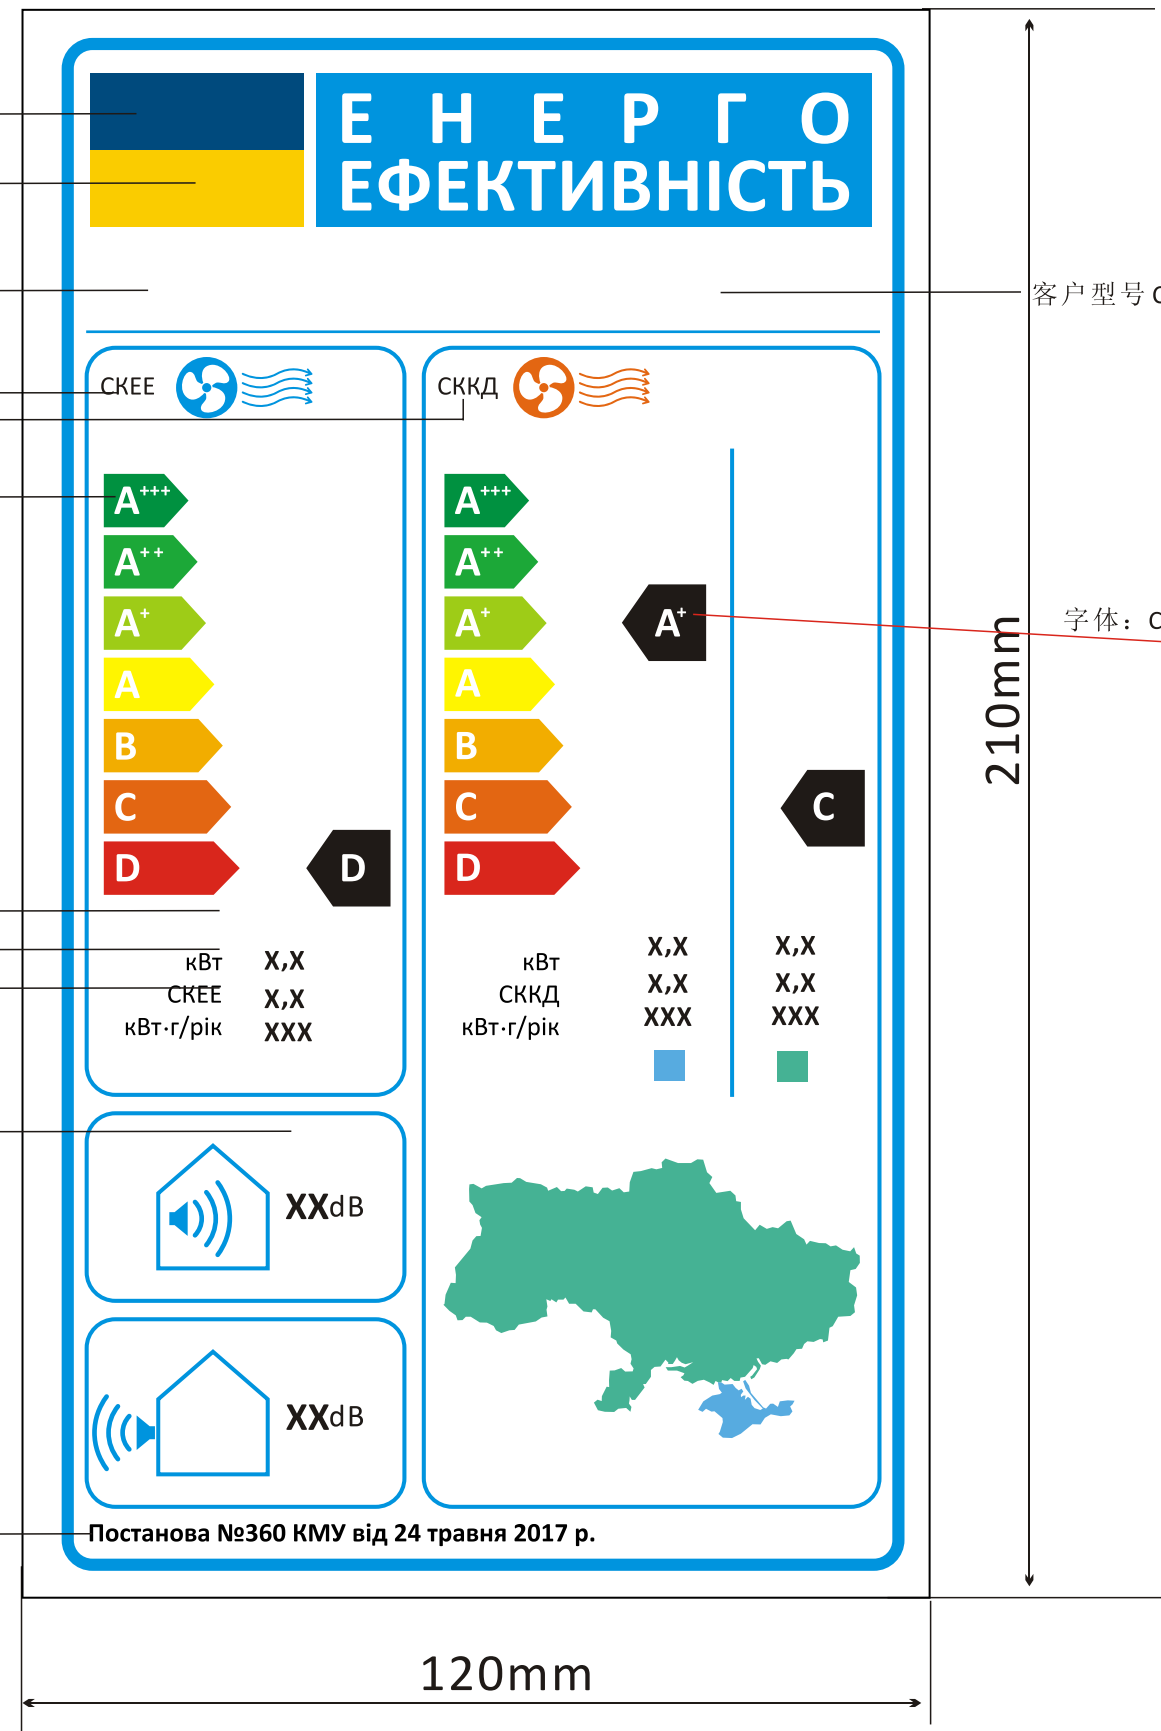 Е Н Е Р Г О
ЕФЕКТИВНІСТЬ
客户型号
СКЕЕ
СККД
A+++
A++
A+
A
B
C
D
D
A+++
A++
A+
A
B
C
D
A+
C
字体：
кВт X,X
СКЕЕ X,X
кВт·г/рік XXX
кВт X,X X,X
СККД X,X X,X
кВт·г/рік XXX XXX
XXdB
XXdB
Постанова №360 КМУ від 24 травня 2017 р.
210mm
120mm